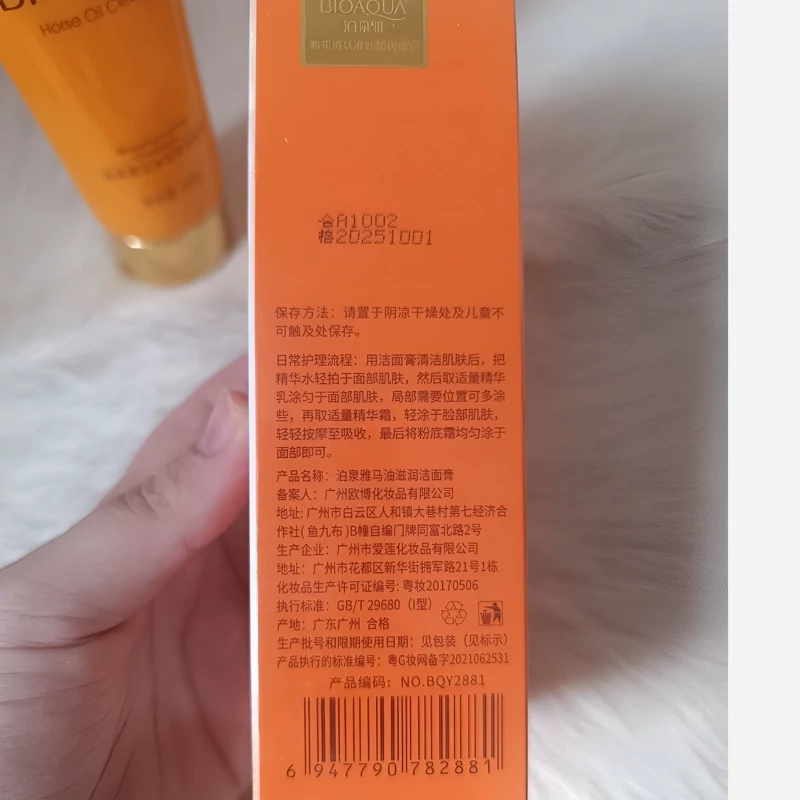 Horse Oil Cle
BIOAQUA
合A1002
格20251001
保存方法：请置于阴凉干燥处及儿童不
可触及处保存。
日常护理流程：用洁面膏清洁肌肤后，把
精华水轻拍于面部肌肤，然后取适量精华
乳涂匀于面部肌肤，局部需要位置可多涂
些，再取适量精华霜，轻涂于脸部肌肤，
轻轻按摩至吸收，最后将粉底霜均匀涂于
面部即可。
产品名称：泊泉雅马油滋润洁面膏
备案人：广州欧博化妆品有限公司
地址: 广州市白云区人和镇大巷村第七经济合
作社( 鱼九布 )B幢自编门牌同富北路2号
生产企业：广州市爱莲化妆品有限公司
地址：广州市花都区新华街拥军路21号1栋
化妆品生产许可证编号: 粤妆20170506
执行标准：GB/T 29680（I型）
产地：广东广州 合格
生产批号和限期使用日期：见包装（见标示）
产品执行的标准编号：粤G妆网备字2021062531
产品编码：NO.BQY2881
6 947790 782881